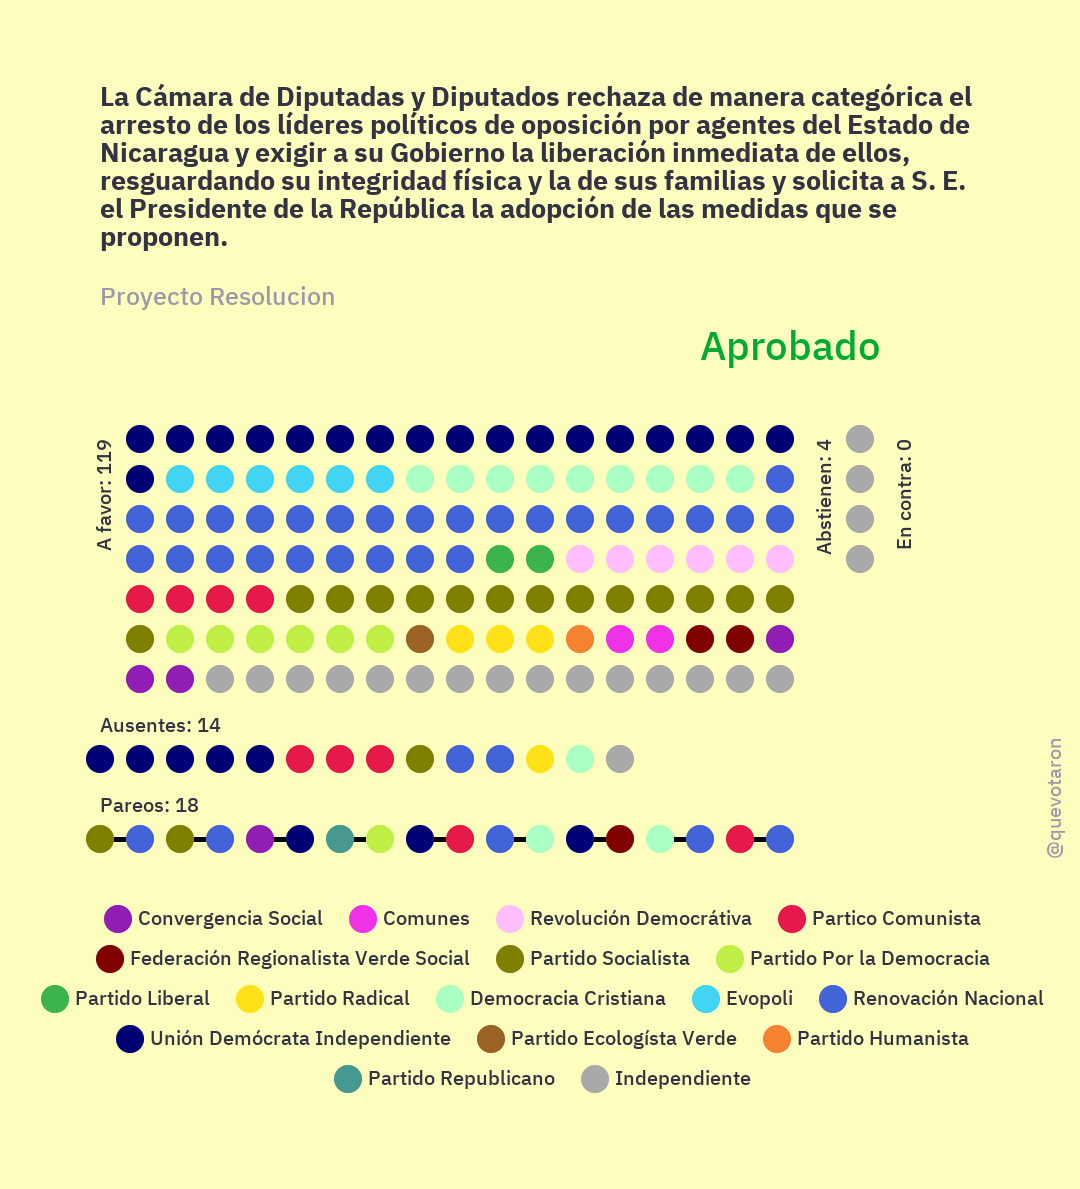 La Cámara de Diputadas y Diputados rechaza de manera categórica el
arresto de los líderes políticos de oposición por agentes del Estado de
Nicaragua y exigir a su Gobierno la liberación inmediata de ellos,
resguardando su integridad física y la de sus familias y solicita a S. E.
el Presidente de la República la adopción de las medidas que se
proponen.
Proyecto Resolucion
Aprobado
A favor: 119
Abstienen: 4
En contra: 0
Ausentes: 14
Pareos: 18
@quevotaron
Convergencia Social
Comunes
Revolución Democrátiva
Partico Comunista
Federación Regionalista Verde Social
Partido Socialista
Partido Por la Democracia
Partido Liberal
Partido Radical
Democracia Cristiana
Evopoli
Renovación Nacional
Unión Demócrata Independiente
Partido Ecologísta Verde
Partido Humanista
Partido Republicano
Independiente